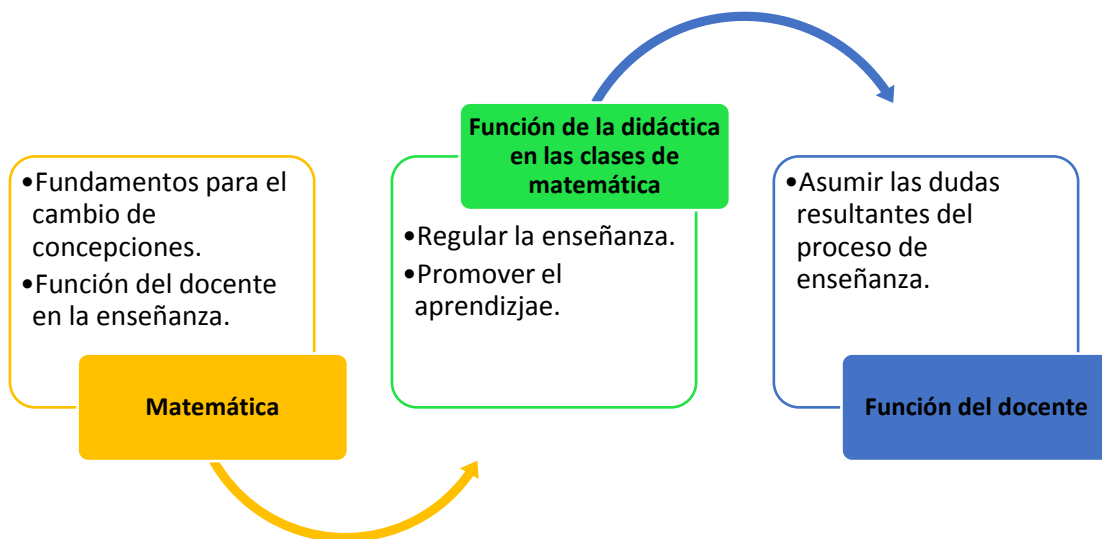 •Fundamentos para el
cambio de
concepciones.
•Función del docente
en la enseñanza.
Matemática
Función de la didáctica
en las clases de
matemática
•Regular la enseñanza.
•Promover el
aprendizjae.
•Asumir las dudas
resultantes del
proceso de
enseñanza.
Función del docente